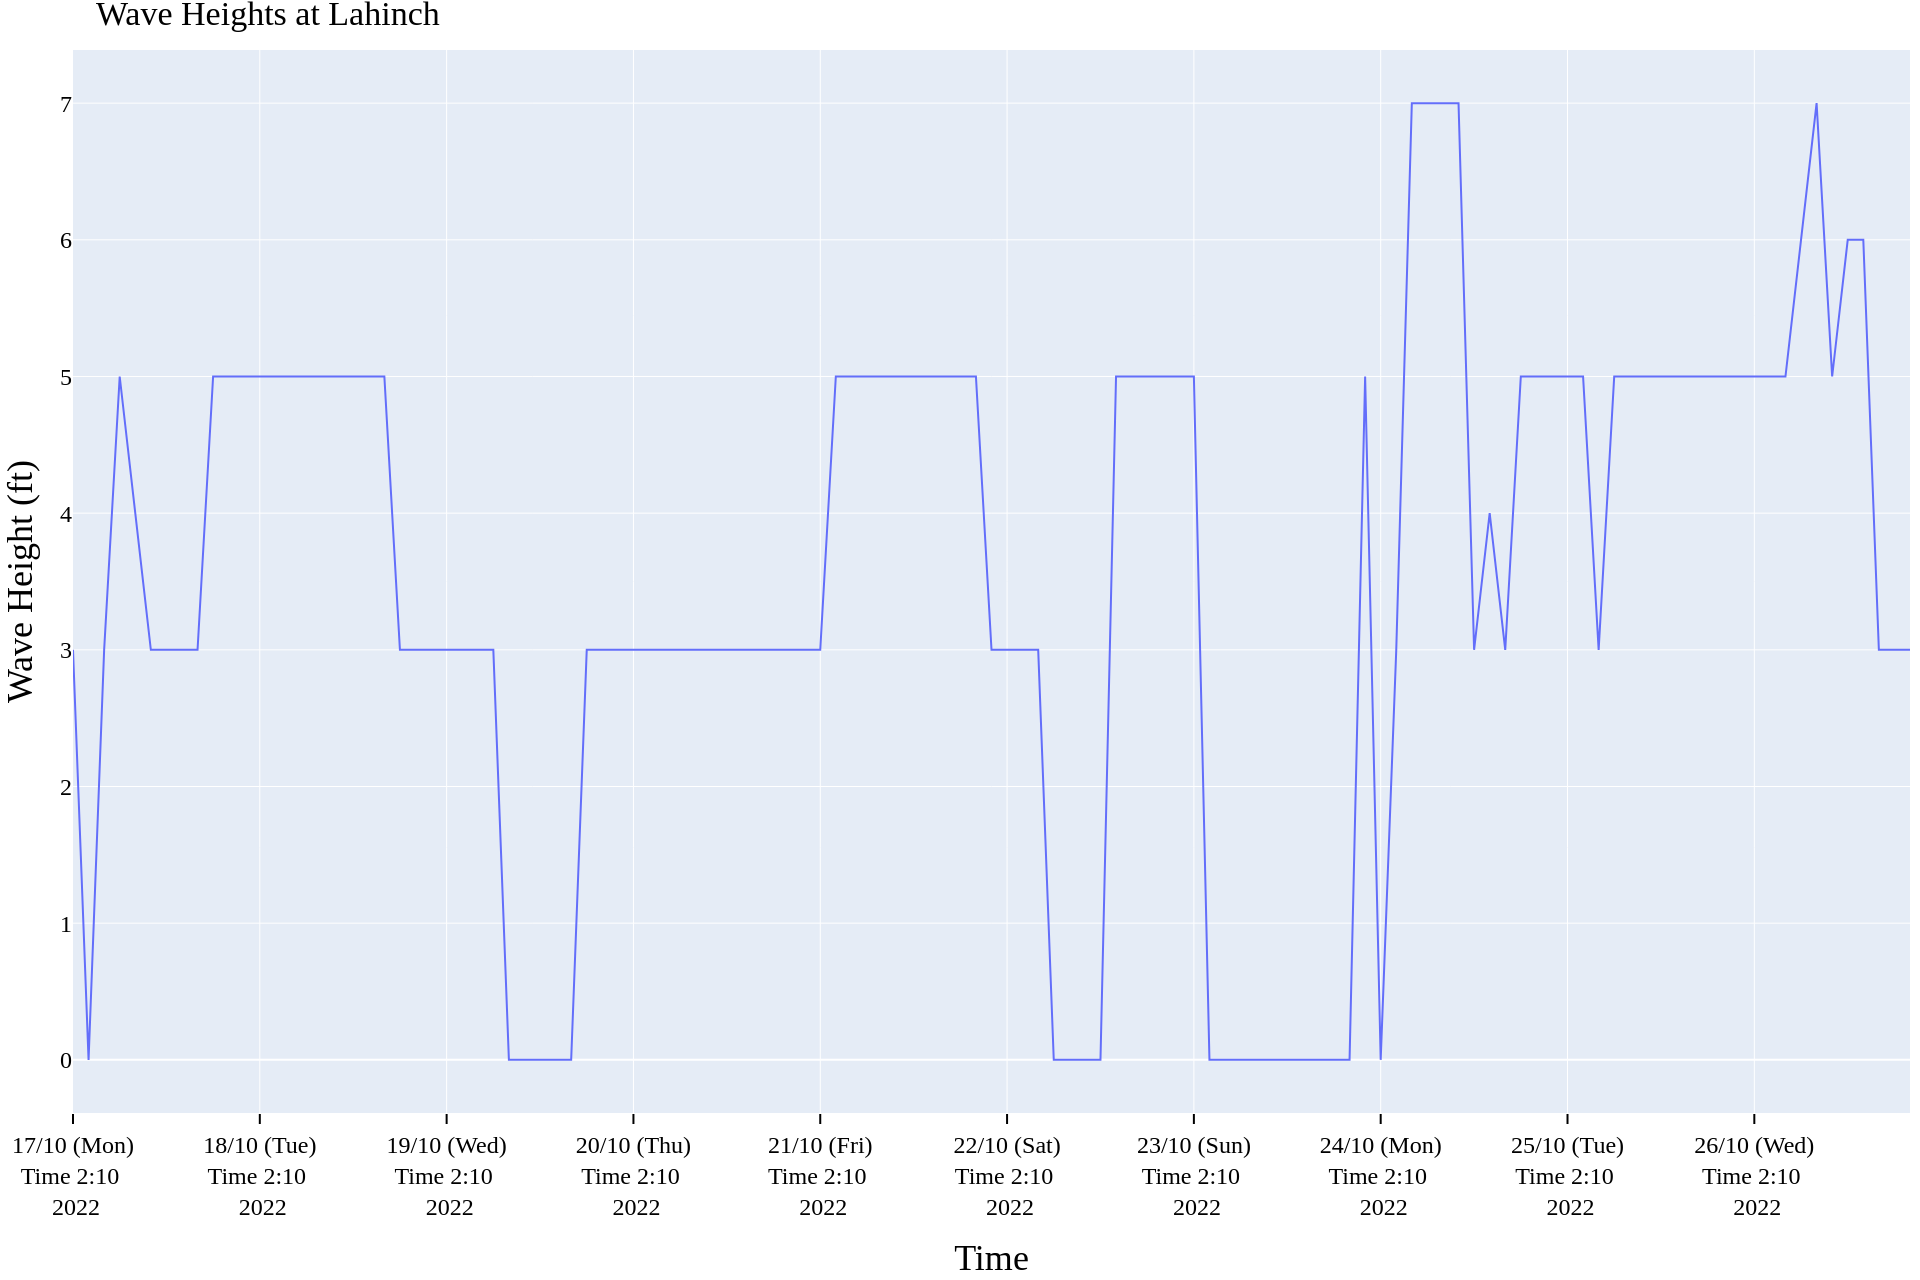 Wave Heights at Lahinch
Wave Height (ft)
7
6
5
4
3
2
1
0
17/10 (Mon)
Time 2:10
2022
18/10 (Tue)
Time 2:10
2022
19/10 (Wed)
Time 2:10
2022
20/10 (Thu)
Time 2:10
2022
21/10 (Fri)
Time 2:10
2022
22/10 (Sat)
Time 2:10
2022
23/10 (Sun)
Time 2:10
2022
24/10 (Mon)
Time 2:10
2022
25/10 (Tue)
Time 2:10
2022
26/10 (Wed)
Time 2:10
2022
Time